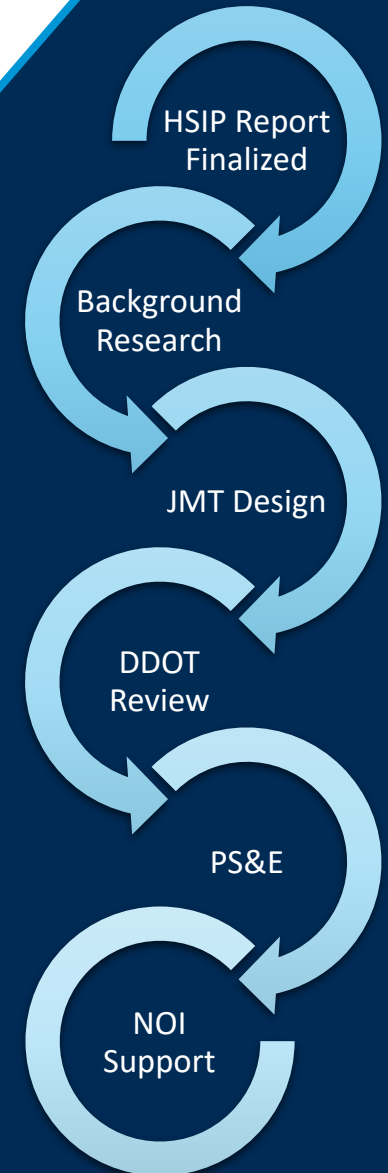 HSIP Report
Finalized
Background
Research
JMT Design
DDOT
Review
PS&E
NOI
Support